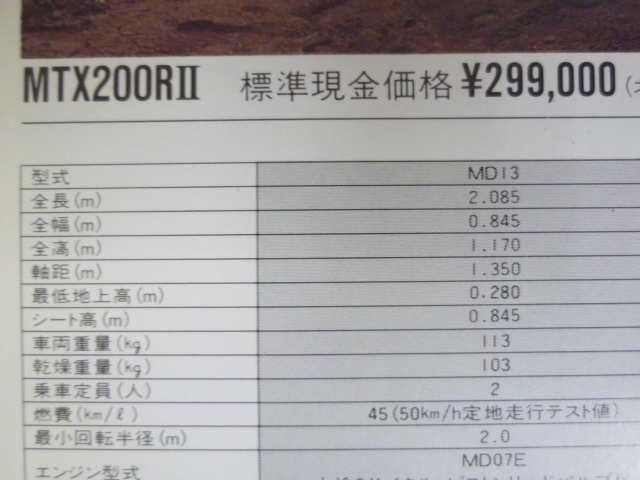 MTX200RⅡ 標準現金価格 ¥299,000
型式 MD13
全長(m) 2.085
全幅(m) 0.845
全高(m) 1.170
軸距(m) 1.350
最低地上高(m) 0.280
シート高(m) 0.845
車両重量(kg) 113
乾燥重量(kg) 103
乗車定員(人) 2
燃費(km/ℓ) 45(50km/h定地走行テスト値)
最小回転半径(m) 2.0
エンジン型式 MD07E